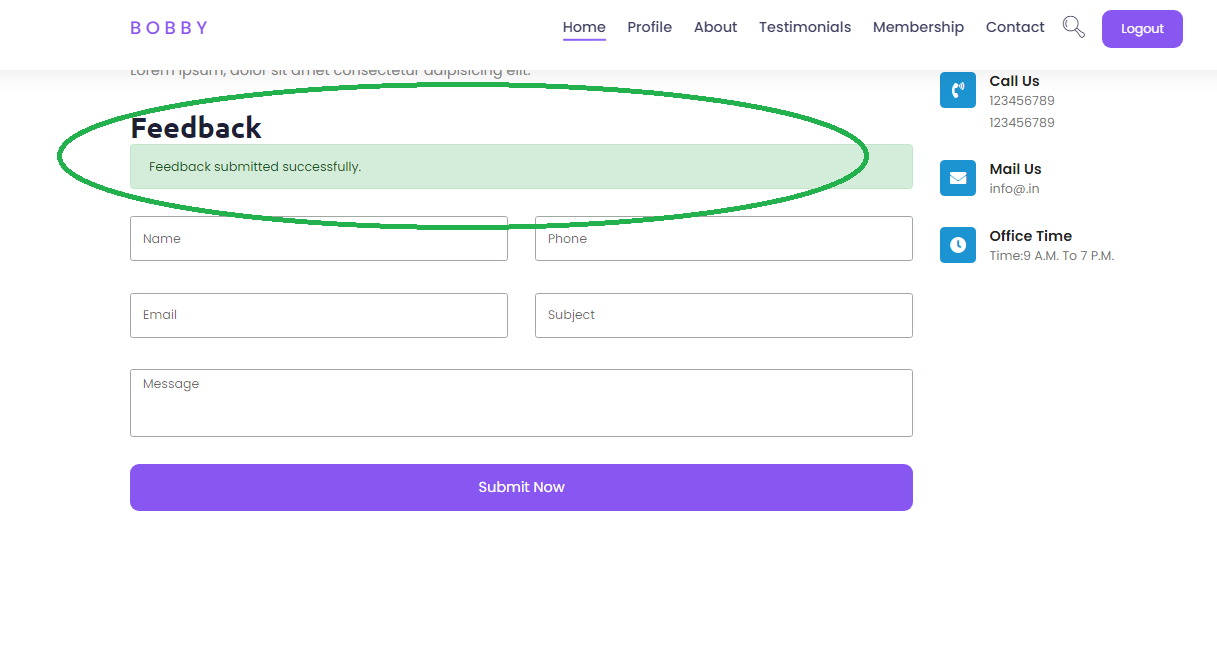 BOBBY
Home Profile About Testimonials Membership Contact Logout
Lorem ipsum, dolor sit amet consectetur adipisicing elit.
Feedback
Feedback submitted successfully.
Name Phone
Email Subject
Message
Submit Now
Call Us
123456789
123456789
Mail Us
info@.in
Office Time
Time:9 A.M. To 7 P.M.